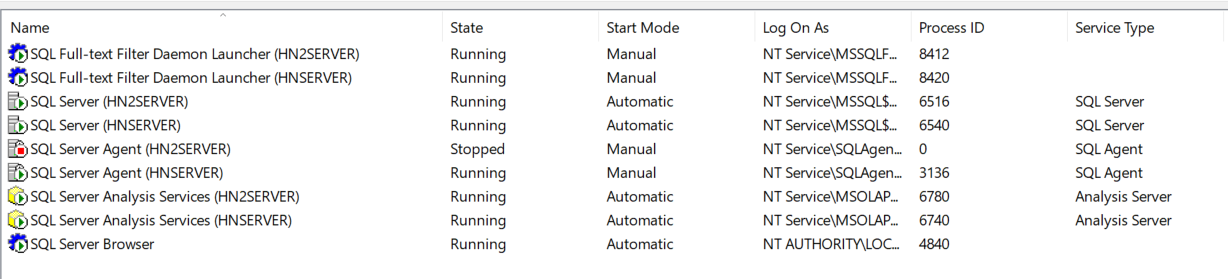 Name State Start Mode Log On As Process ID Service Type
SQL Full-text Filter Daemon Launcher (HN2SERVER) Running Manual NT Service\MSSQLF... 8412
SQL Full-text Filter Daemon Launcher (HNSERVER) Running Manual NT Service\MSSQLF... 8420
SQL Server (HN2SERVER) Running Automatic NT Service\MSSQL$... 6516 SQL Server
SQL Server (HNSERVER) Running Automatic NT Service\MSSQL$... 6540 SQL Server
SQL Server Agent (HN2SERVER) Stopped Manual NT Service\SQLAgen... 0 SQL Agent
SQL Server Agent (HNSERVER) Running Manual NT Service\SQLAgen... 3136 SQL Agent
SQL Server Analysis Services (HN2SERVER) Running Automatic NT Service\MSOLAP... 6780 Analysis Server
SQL Server Analysis Services (HNSERVER) Running Automatic NT Service\MSOLAP... 6740 Analysis Server
SQL Server Browser Running Automatic NT AUTHORITY\LOC... 4840